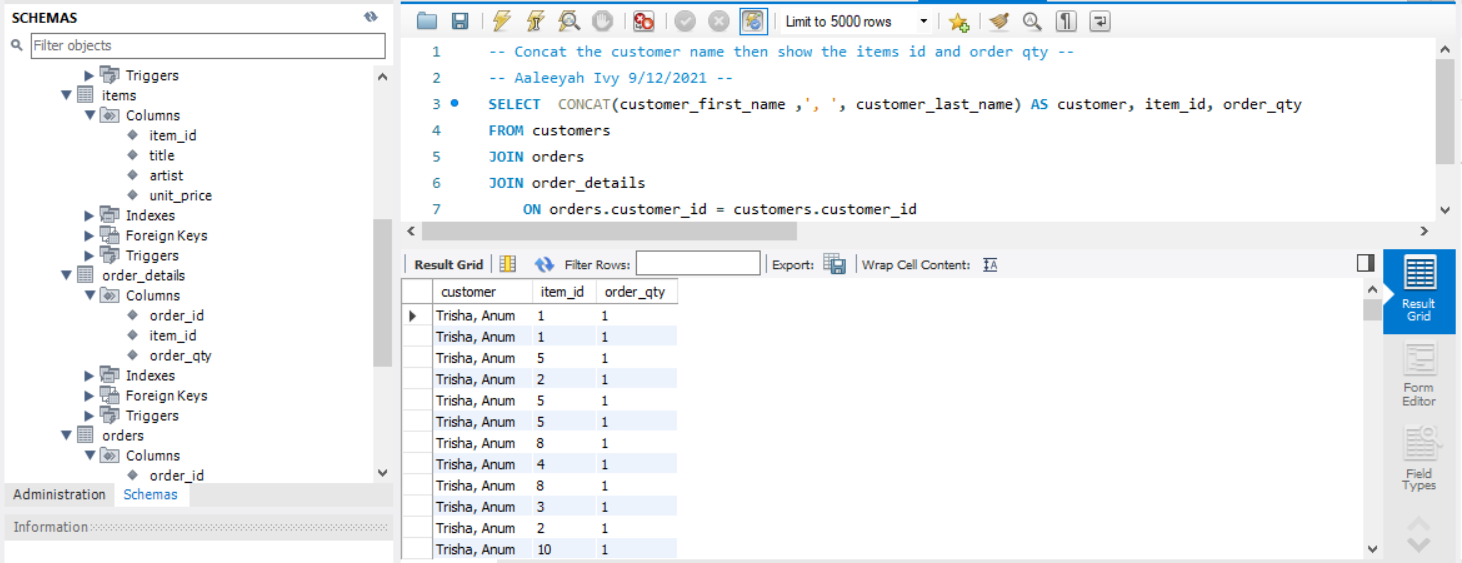 SCHEMAS
Filter objects
Triggers
items
Columns
item_id
title
artist
unit_price
Indexes
Foreign Keys
Triggers
order_details
Columns
order_id
item_id
order_qty
Indexes
Foreign Keys
Triggers
orders
Columns
order_id
Administration Schemas
Information
Limit to 5000 rows
1 -- Concat the customer name then show the items id and order qty --
2 -- Aaleeyah Ivy 9/12/2021 --
3 SELECT CONCAT(customer_first_name ,', ', customer_last_name) AS customer, item_id, order_qty
4 FROM customers
5 JOIN orders
6 JOIN order_details
7 ON orders.customer_id = customers.customer_id
Result Grid Filter Rows: Export: Wrap Cell Content:
customer item_id order_qty
Trisha, Anum 1 1
Trisha, Anum 1 1
Trisha, Anum 5 1
Trisha, Anum 2 1
Trisha, Anum 5 1
Trisha, Anum 5 1
Trisha, Anum 8 1
Trisha, Anum 4 1
Trisha, Anum 8 1
Trisha, Anum 3 1
Trisha, Anum 2 1
Trisha, Anum 10 1
Result
Grid
Form
Editor
Field
Types